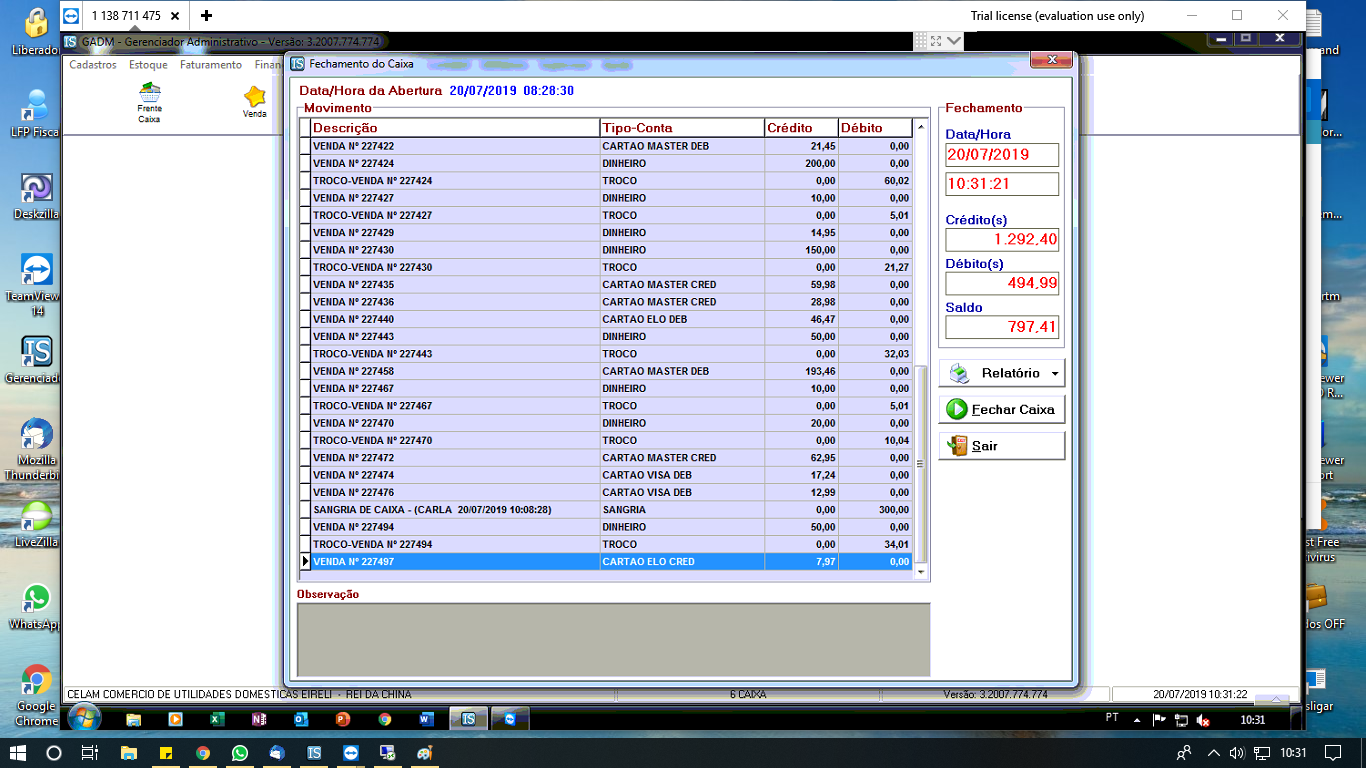 1 138 711 475
Trial license (evaluation use only)
GADM - Gerenciador Administrativo - Versão: 3.2007.774.774
Cadastros Estoque Faturamento
Frente Caixa
Venda
Fechamento do Caixa
Data/Hora da Abertura 20/07/2019 08:28:30
Movimento
Descrição Tipo-Conta Crédito Débito
VENDA Nº 227422 CARTAO MASTER DEB 21,45 0,00
VENDA Nº 227424 DINHEIRO 200,00 0,00
TROCO-VENDA Nº 227424 TROCO 0,00 60,02
VENDA Nº 227427 DINHEIRO 10,00 0,00
TROCO-VENDA Nº 227427 TROCO 0,00 5,01
VENDA Nº 227429 DINHEIRO 14,95 0,00
VENDA Nº 227430 DINHEIRO 150,00 0,00
TROCO-VENDA Nº 227430 TROCO 0,00 21,27
VENDA Nº 227435 CARTAO MASTER CRED 59,98 0,00
VENDA Nº 227436 CARTAO MASTER CRED 28,98 0,00
VENDA Nº 227440 CARTAO ELO DEB 46,47 0,00
VENDA Nº 227443 DINHEIRO 50,00 0,00
TROCO-VENDA Nº 227443 TROCO 0,00 32,03
VENDA Nº 227458 CARTAO MASTER DEB 193,46 0,00
VENDA Nº 227467 DINHEIRO 10,00 0,00
TROCO-VENDA Nº 227467 TROCO 0,00 5,01
VENDA Nº 227470 DINHEIRO 20,00 0,00
TROCO-VENDA Nº 227470 TROCO 0,00 10,04
VENDA Nº 227472 CARTAO MASTER CRED 62,95 0,00
VENDA Nº 227474 CARTAO VISA DEB 17,24 0,00
VENDA Nº 227476 CARTAO VISA DEB 12,99 0,00
SANGRIA DE CAIXA - (CARLA 20/07/2019 10:08:28) SANGRIA 0,00 300,00
VENDA Nº 227494 DINHEIRO 50,00 0,00
TROCO-VENDA Nº 227494 TROCO 0,00 34,01
VENDA Nº 227497 CARTAO ELO CRED 7,97 0,00
Observação
Fechamento
Data/Hora
20/07/2019
10:31:21
Crédito(s)
1.292,40
Débito(s)
494,99
Saldo
797,41
Relatório
Fechar Caixa
Sair
CELAM COMERCIO DE UTILIDADES DOMESTICAS EIRELI - REI DA CHINA 6 CAIXA Versão: 3.2007.774.774 20/07/2019 10:31:22
PT 10:31
Liberado
LFP Fisca
Deskzilla
TeamView
14
Gerenciad
Mozilla
Thunderbi
LiveZilla
WhatsApp
Google
Chrome
10:31